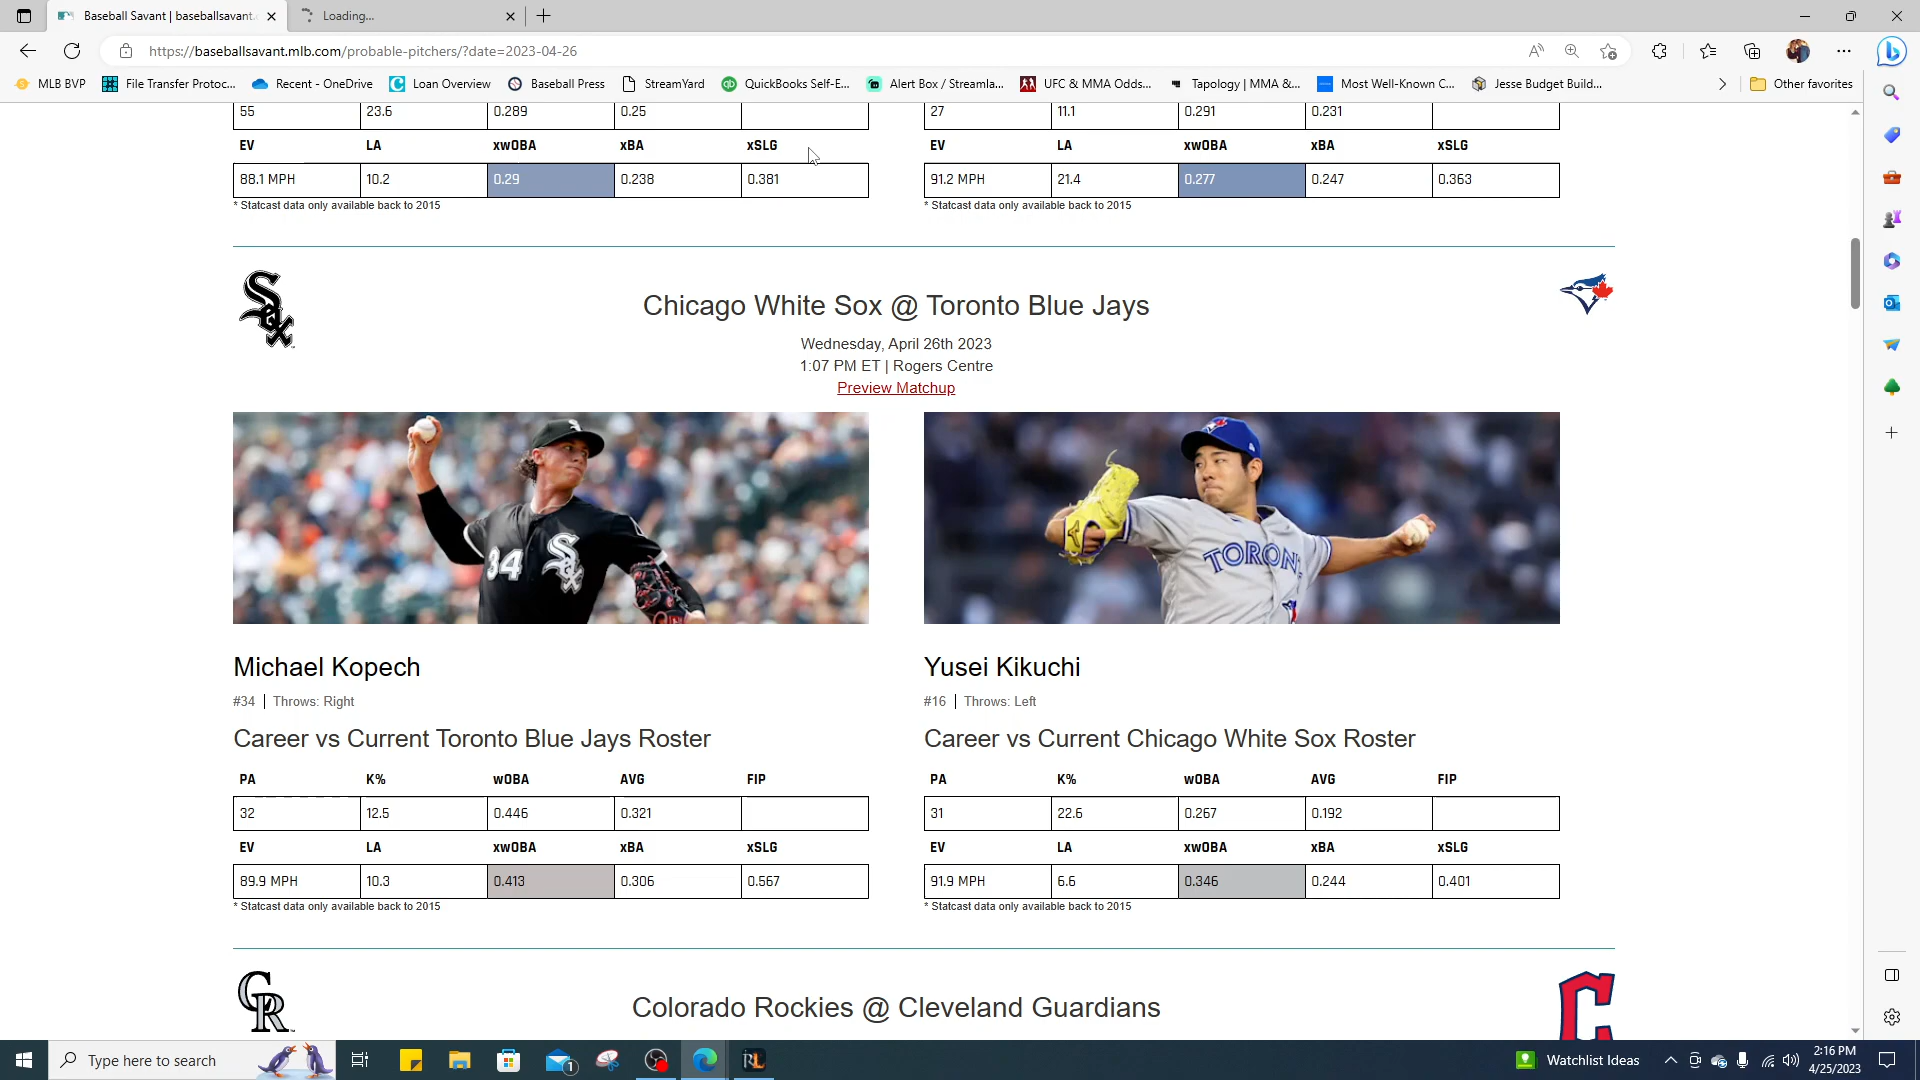 Baseball Savant | baseballsavant.
Loading...
https://baseballsavant.mlb.com/probable-pitchers/?date=2023-04-26
MLB BVP
File Transfer Protoc...
Recent - OneDrive
Loan Overview
Baseball Press
StreamYard
QuickBooks Self-E...
Alert Box / Streamla...
UFC & MMA Odds...
Tapology | MMA &...
Most Well-Known C...
Jesse Budget Build...
Other favorites
55 23.6 0.289 0.25
27 11.1 0.291 0.231
EV LA xwOBA xBA xSLG
EV LA xwOBA xBA xSLG
88.1 MPH 10.2 0.29 0.238 0.381
91.2 MPH 21.4 0.277 0.247 0.363
* Statcast data only available back to 2015
* Statcast data only available back to 2015
Sox
Chicago White Sox @ Toronto Blue Jays
Wednesday, April 26th 2023
1:07 PM ET | Rogers Centre
Preview Matchup
34 Sox
TORON
Michael Kopech
#34 | Throws: Right
Career vs Current Toronto Blue Jays Roster
PA K% wOBA AVG FIP
32 12.5 0.446 0.321
EV LA xwOBA xBA xSLG
89.9 MPH 10.3 0.413 0.306 0.567
* Statcast data only available back to 2015
Yusei Kikuchi
#16 | Throws: Left
Career vs Current Chicago White Sox Roster
PA K% wOBA AVG FIP
31 22.6 0.267 0.192
EV LA xwOBA xBA xSLG
91.9 MPH 6.6 0.346 0.244 0.401
* Statcast data only available back to 2015
CR
Colorado Rockies @ Cleveland Guardians
C
Type here to search
1
RL
Watchlist Ideas
2:16 PM
4/25/2023